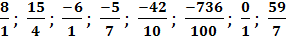 8/1 ; 15/4 ; -6/1 ; -5/7 ; -42/10 ; -736/100 ; 0/1 ; 59/7